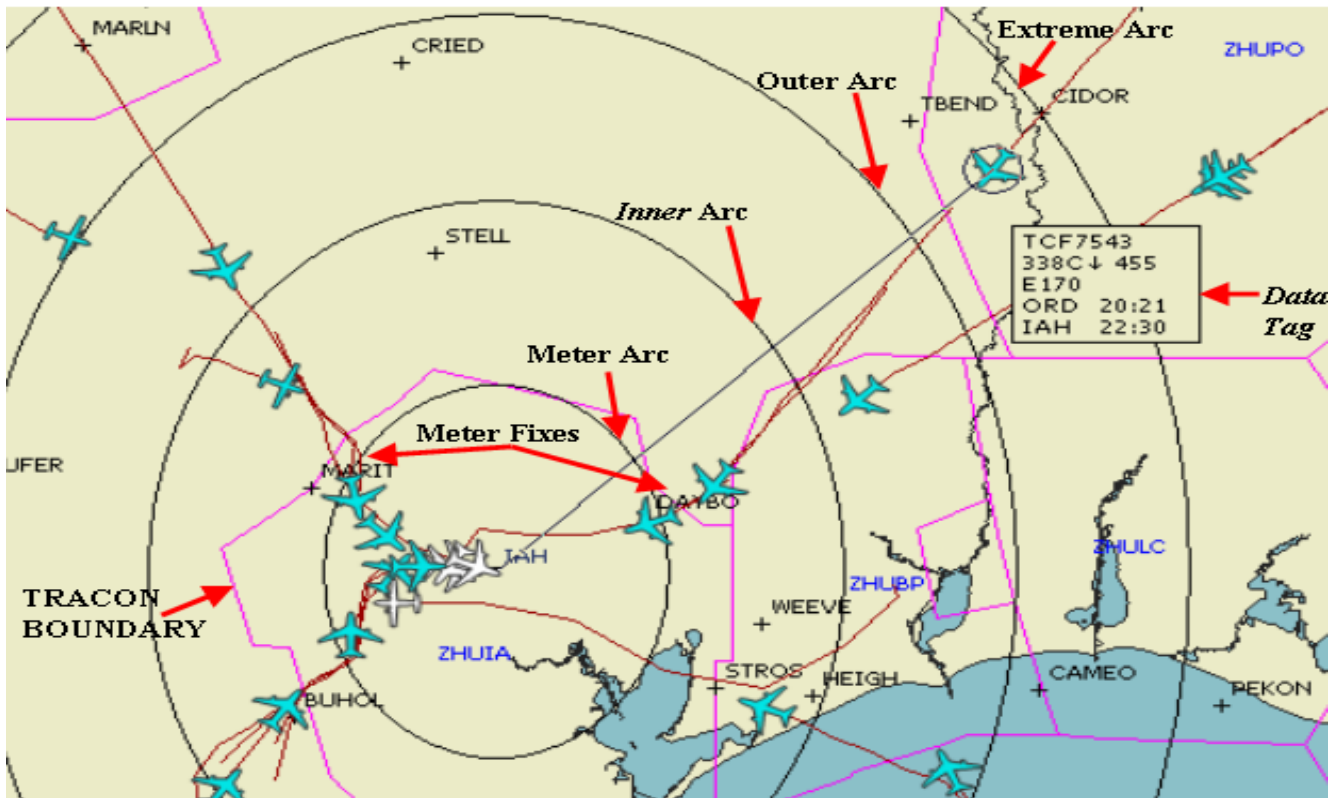 MARLN
CRIED
Extreme Arc
ZHUPO
Outer Arc
TBEND
CIDOR
Inner Arc
STELL
TCF7543
338C↓ 455
E170
ORD 20:21
IAH 22:30
Data
Tag
Meter Arc
Meter Fixes
UFER
MARIT
DAYBO
IAH
ZHULC
ZHUBP
TRACON
BOUNDARY
WEEVE
ZHUIA
STROS
HEIGH
CAMEO
BUHOL
PEKON